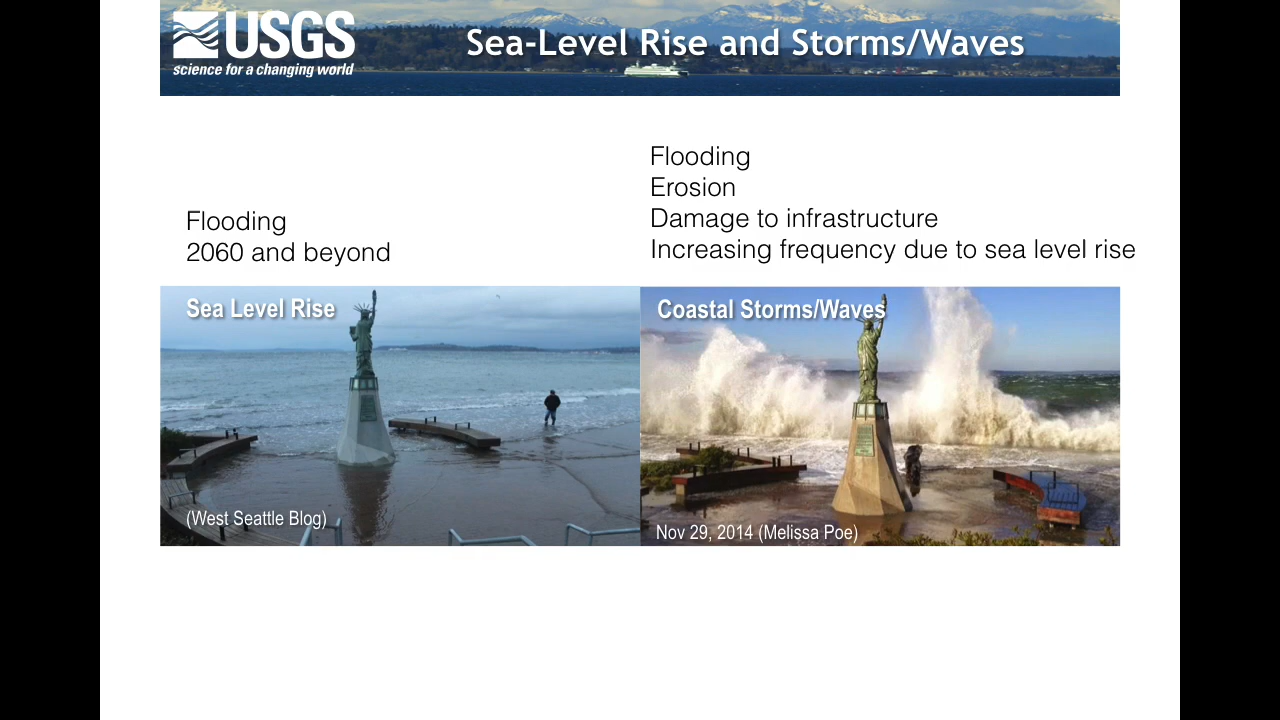 USGS
science for a changing world
Sea-Level Rise and Storms/Waves
Flooding
2060 and beyond
Flooding
Erosion
Damage to infrastructure
Increasing frequency due to sea level rise
Sea Level Rise
(West Seattle Blog)
Coastal Storms/Waves
Nov 29, 2014 (Melissa Poe)